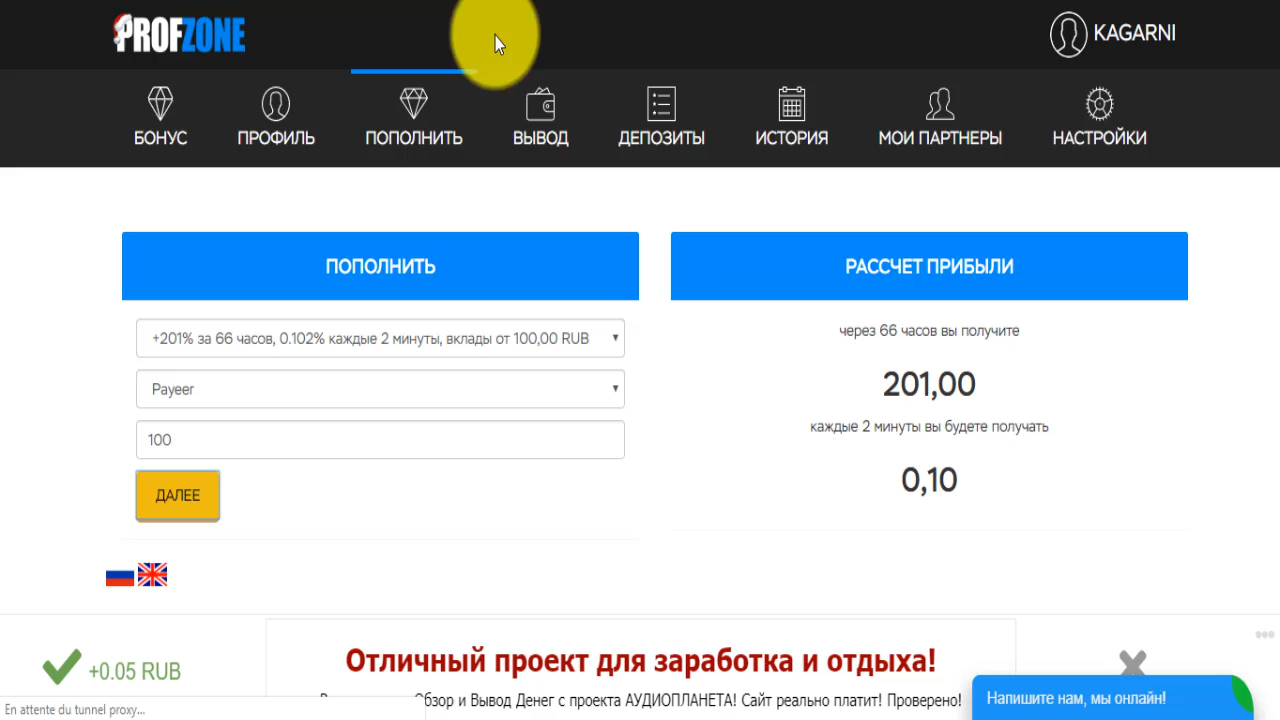 PROFZONE
KAGARNI
БОНУС ПРОФИЛЬ ПОПОЛНИТЬ ВЫВОД ДЕПОЗИТЫ ИСТОРИЯ МОИ ПАРТНЕРЫ НАСТРОЙКИ
ПОПОЛНИТЬ
+201% за 66 часов, 0.102% каждые 2 минуты, вклады от 100,00 RUB
Payeer
100
ДАЛЕЕ
РАССЧЕТ ПРИБЫЛИ
через 66 часов вы получите
201,00
каждые 2 минуты вы будете получать
0,10
+0.05 RUB
Отличный проект для заработка и отдыха!
и Вывод Денег с проекта АУДИОПЛАНЕТА! Сайт реально платит! Проверено!
Напишите нам, мы онлайн!
En attente du tunnel proxy...